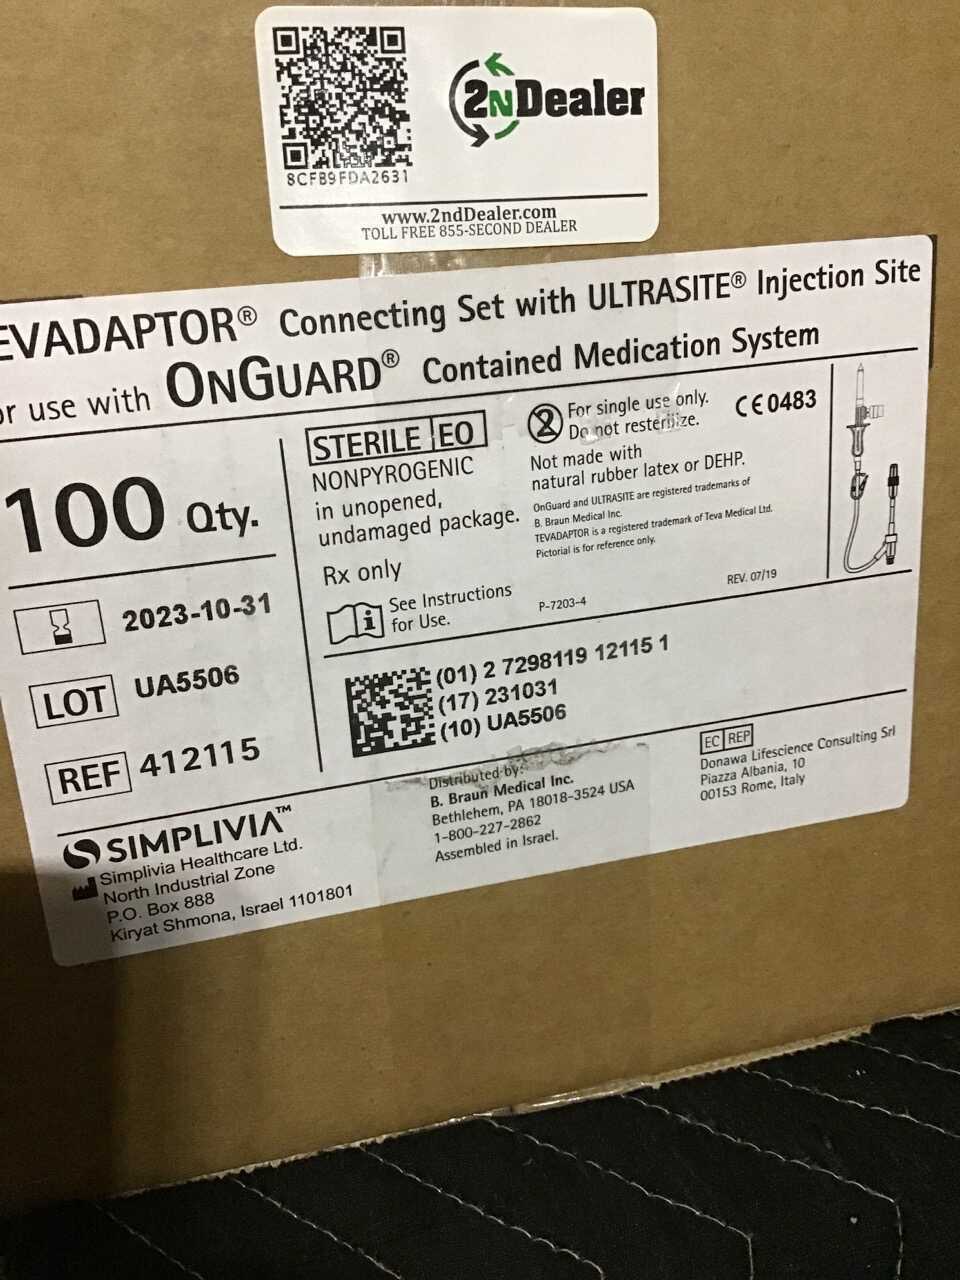 2NDealer
8CFB9FDA2631
www.2ndDealer.com
TOLL FREE 855-SECOND DEALER
EVADAPTOR® Connecting Set with ULTRASITE® Injection Site
or use with ONGUARD® Contained Medication System
100 Qty.
2023-10-31
LOT UA5506
REF 412115
STERILE EO
NONPYROGENIC
in unopened,
undamaged package.
Rx only
See Instructions
for Use.
2
For single use only.
Do not resterilize.
CE0483
Not made with
natural rubber latex or DEHP.
OnGuard and ULTRASITE are registered trademarks of
B. Braun Medical Inc.
TEVADAPTOR is a registered trademark of Teva Medical Ltd.
Pictorial is for reference only.
P-7203-4
REV. 07/19
(01) 2 7298119 12115 1
(17) 231031
(10) UA5506
SIMPLIVIA™
Simplivia Healthcare Ltd.
North Industrial Zone
P.O. Box 888
Kiryat Shmona, Israel 1101801
Distributed by:
B. Braun Medical Inc.
Bethlehem, PA 18018-3524 USA
1-800-227-2862
Assembled in Israel.
EC REP
Donawa Lifescience Consulting Srl
Piazza Albania, 10
00153 Rome, Italy